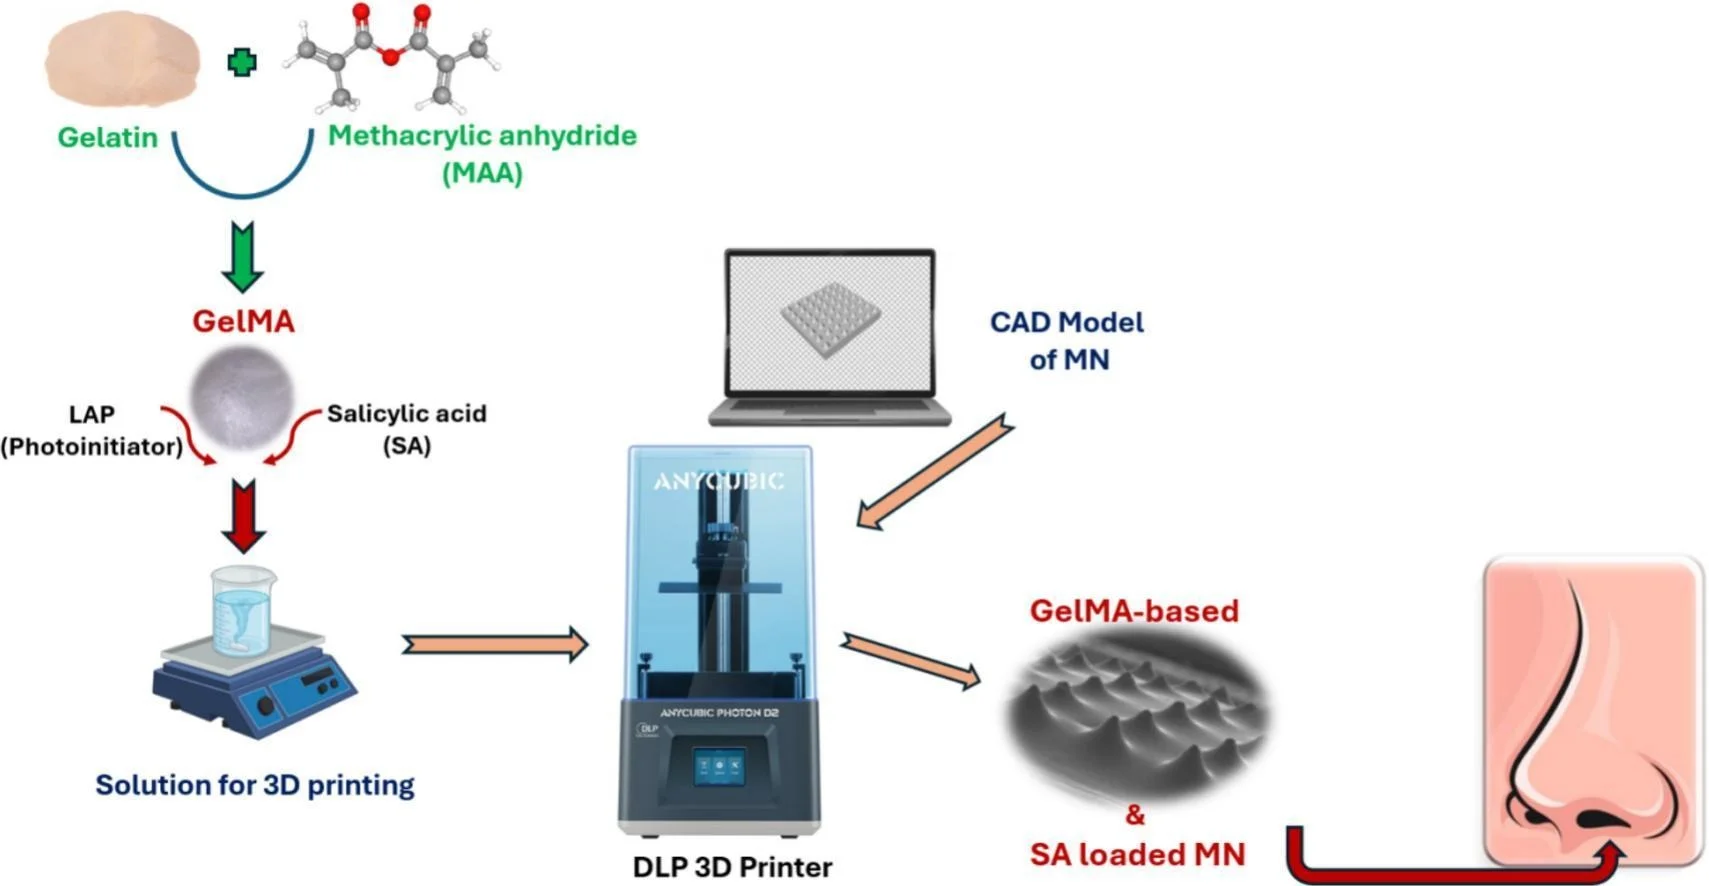 Gelatin
Methacrylic anhydride
(MAA)
GelMA
LAP
(Photoinitiator)
Salicylic acid
(SA)
Solution for 3D printing
CAD Model
of MN
ANYCUBIC
ANYCUBIC PHOTON D2
DLP
DLP 3D Printer
GelMA-based
&
SA loaded MN